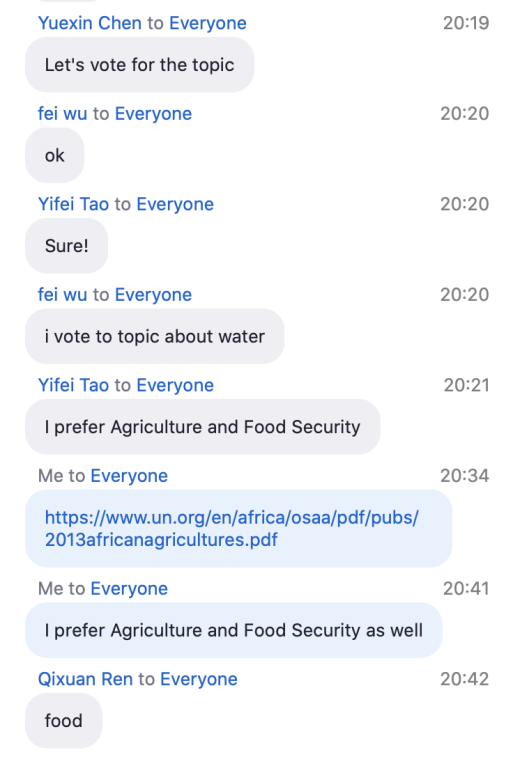 Yuexin Chen to Everyone 20:19
Let's vote for the topic
fei wu to Everyone 20:20
ok
Yifei Tao to Everyone 20:20
Sure!
fei wu to Everyone 20:20
i vote to topic about water
Yifei Tao to Everyone 20:21
I prefer Agriculture and Food Security
Me to Everyone 20:34
https://www.un.org/en/africa/osaa/pdf/pubs/
2013africanagricultures.pdf
Me to Everyone 20:41
I prefer Agriculture and Food Security as well
Qixuan Ren to Everyone 20:42
food